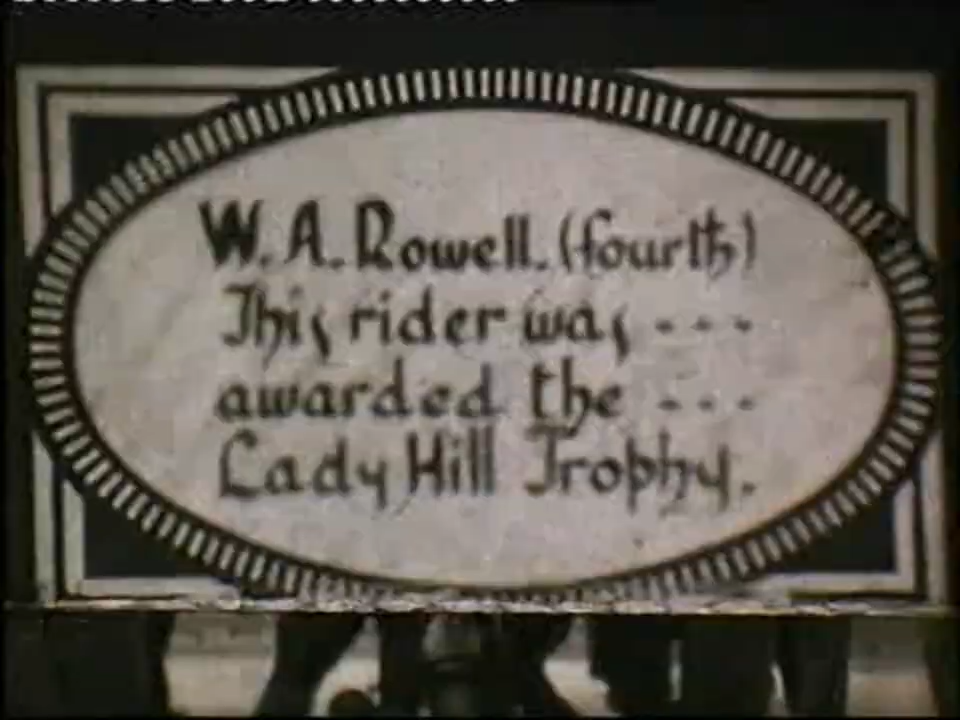 W. A. Rowell. (fourth)
This rider was - - -
awarded the - - -
Lady Hill Trophy.